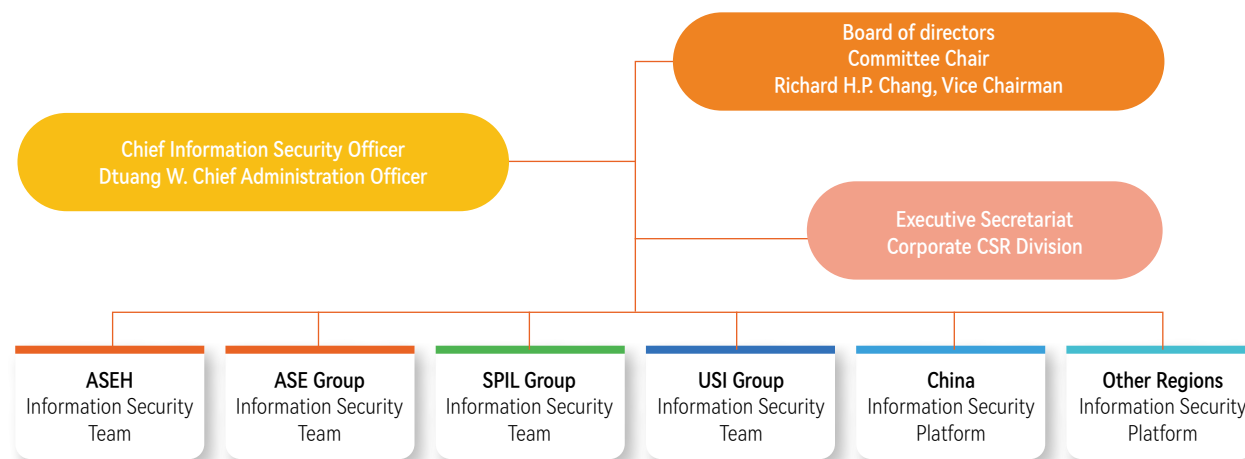 Board of directors
Committee Chair
Richard H.P. Chang, Vice Chairman
Chief Information Security Officer
Dtuang W. Chief Administration Officer
Executive Secretariat
Corporate CSR Division
ASEH
Information Security
Team
ASE Group
Information Security
Team
SPIL Group
Information Security
Team
USI Group
Information Security
Team
China
Information Security
Platform
Other Regions
Information Security
Platform